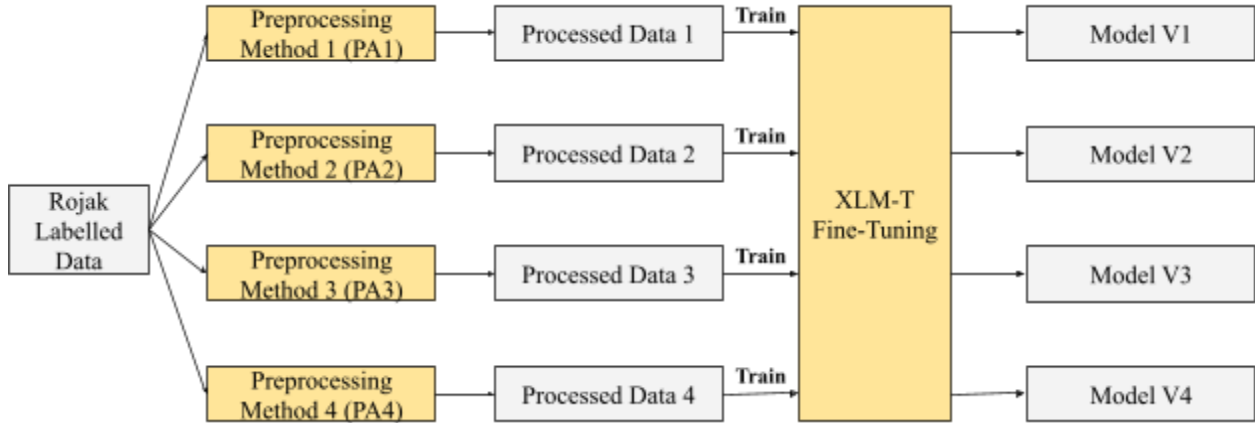 Preprocessing
Method 1 (PA1)
Processed Data 1
Train
Model V1
Preprocessing
Method 2 (PA2)
Processed Data 2
Train
Model V2
Rojak
Labelled
Data
XLM-T
Fine-Tuning
Preprocessing
Method 3 (PA3)
Processed Data 3
Train
Model V3
Preprocessing
Method 4 (PA4)
Processed Data 4
Train
Model V4